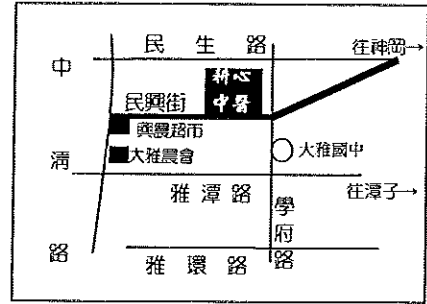 民生路
往神岡→
中清路
耕心
中醫
民興街
興農超市
大雅農會
大雅國中
雅潭路
往潭子→
學府路
雅環路